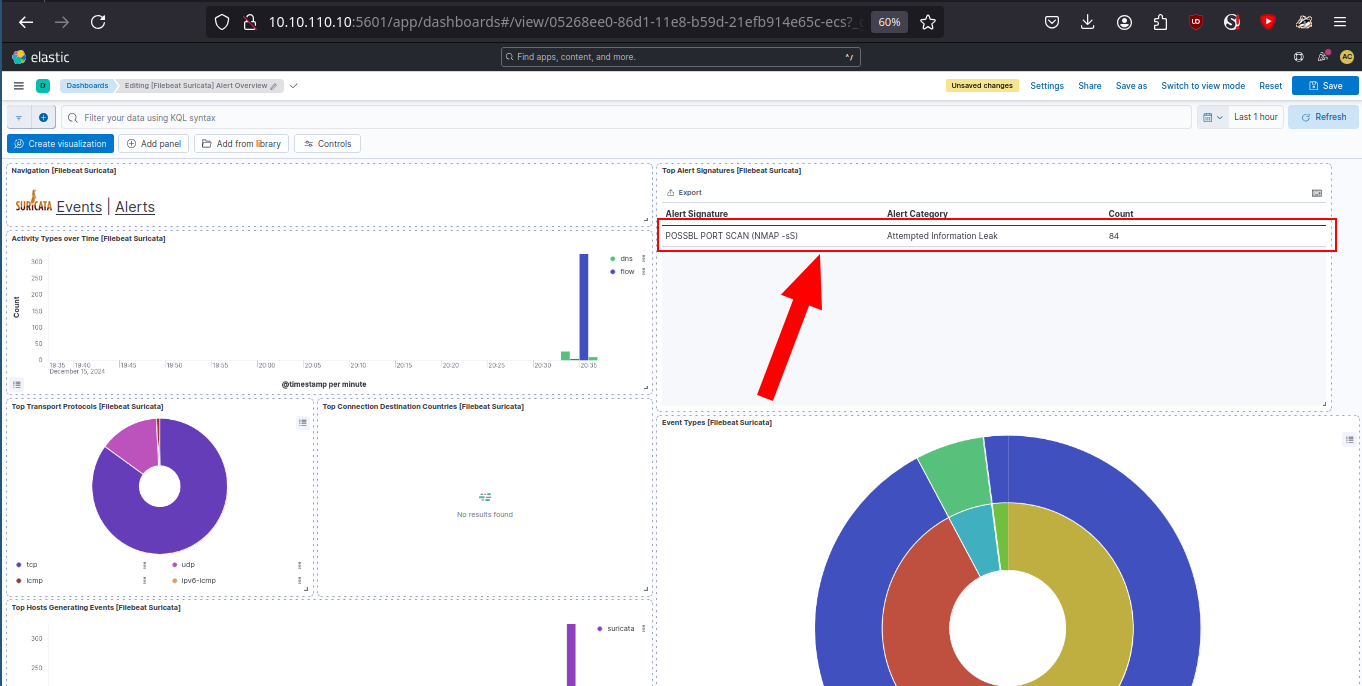 10.10.110.10:5601/app/dashboards#/view/05268ee0-86d1-11e8-b59d-21efb914e65c-ecs?_
60%
elastic
Find apps, content, and more.
^/
AC
D
Dashboards
Editing [Filebeat Suricata] Alert Overview
Unsaved changes
Settings
Share
Save as
Switch to view mode
Reset
Save
Filter your data using KQL syntax
Last 1 hour
Refresh
Create visualization
Add panel
Add from library
Controls
Navigation [Filebeat Suricata]
SURICATA
Events | Alerts
Top Alert Signatures [Filebeat Suricata]
Export
Alert Signature Alert Category Count
POSSBL PORT SCAN (NMAP -sS) Attempted Information Leak 84
Activity Types over Time [Filebeat Suricata]
Count
300
250
200
150
100
50
0
19:35 19:40 19:45 19:50 19:55 20:00 20:05 20:10 20:15 20:20 20:25 20:30 20:35
December 15, 2024
@timestamp per minute
dns
flow
Top Transport Protocols [Filebeat Suricata]
tcp
udp
icmp
ipv6-icmp
Top Connection Destination Countries [Filebeat Suricata]
No results found
Event Types [Filebeat Suricata]
Top Hosts Generating Events [Filebeat Suricata]
300
250
suricata